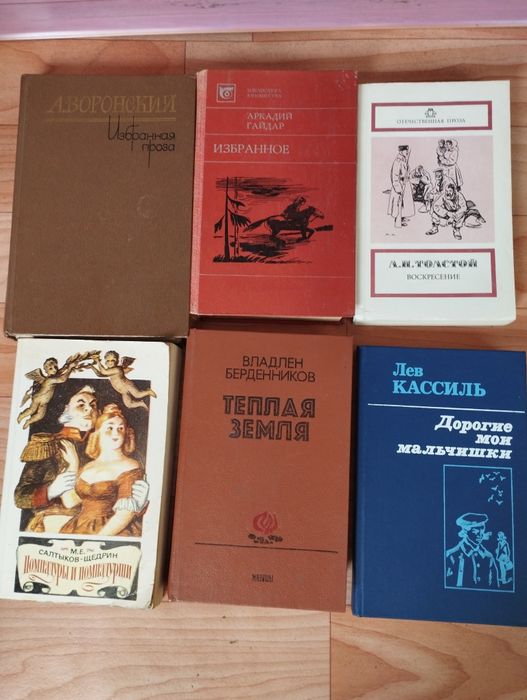 А. ВОРОНСКИЙ
Избранная
проза
АРКАДИЙ
ГАЙДАР
ИЗБРАННОЕ
ОТЕЧЕСТВЕННАЯ ПРОЗА
Л.Н. ТОЛСТОЙ
ВОСКРЕСЕНИЕ
М.Е.
САЛТЫКОВ-ЩЕДРИН
Помпадуры и помпадурши
ВЛАДЛЕН
БЕРДЕННИКОВ
ТЕПЛАЯ
ЗЕМЛЯ
Лев
КАССИЛЬ
Дорогие
мои
мальчишки